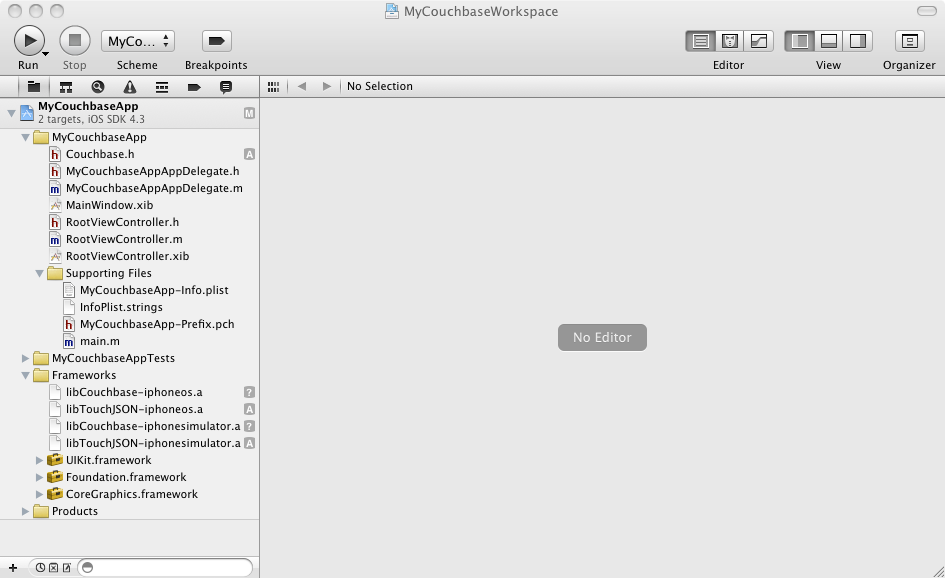 MyCouchbaseWorkspace
MyCo...
Run Stop Scheme Breakpoints Editor View Organizer
No Selection
MyCouchbaseApp
2 targets, iOS SDK 4.3 M
MyCouchbaseApp
h Couchbase.h A
h MyCouchbaseAppAppDelegate.h
m MyCouchbaseAppAppDelegate.m
MainWindow.xib
h RootViewController.h
m RootViewController.m
RootViewController.xib
Supporting Files
MyCouchbaseApp-Info.plist
InfoPlist.strings
h MyCouchbaseApp-Prefix.pch
m main.m
MyCouchbaseAppTests
Frameworks
libCouchbase-iphoneos.a ?
libTouchJSON-iphoneos.a A
libCouchbase-iphonesimulator.a ?
libTouchJSON-iphonesimulator.a A
UIKit.framework
Foundation.framework
CoreGraphics.framework
Products
No Editor